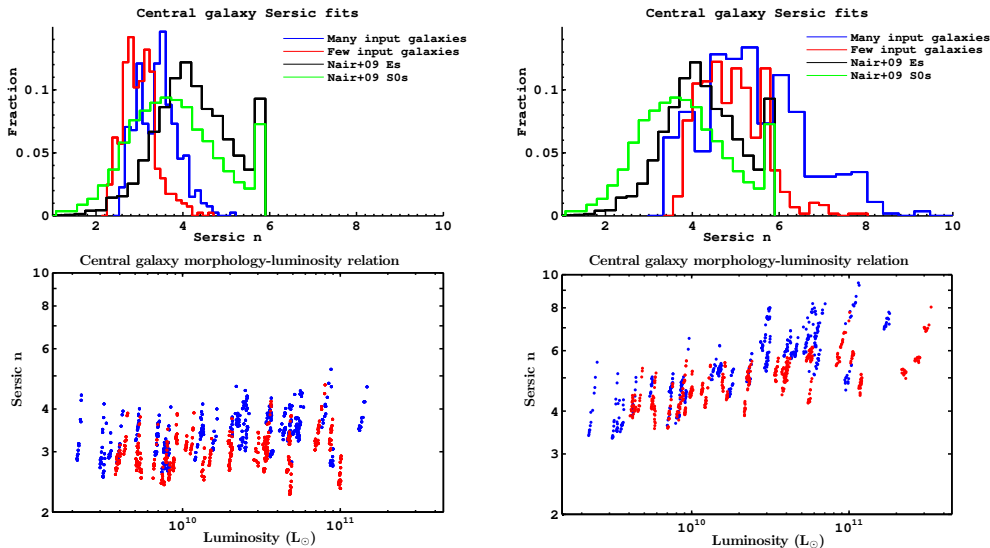 Central galaxy Sersic fits
Many input galaxies
Few input galaxies
Nair+09 Es
Nair+09 S0s
Fraction
0.1
0.05
0
2
4
6
8
10
Sersic n
Central galaxy Sersic fits
Many input galaxies
Few input galaxies
Nair+09 Es
Nair+09 S0s
Fraction
0.1
0.05
0
2
4
6
8
10
Sersic n
Central galaxy morphology-luminosity relation
Sersic n
10
8
6
4
3
2
10^10
10^11
Luminosity (L⊙)
Central galaxy morphology-luminosity relation
Sersic n
10
8
6
4
3
2
10^10
10^11
Luminosity (L⊙)